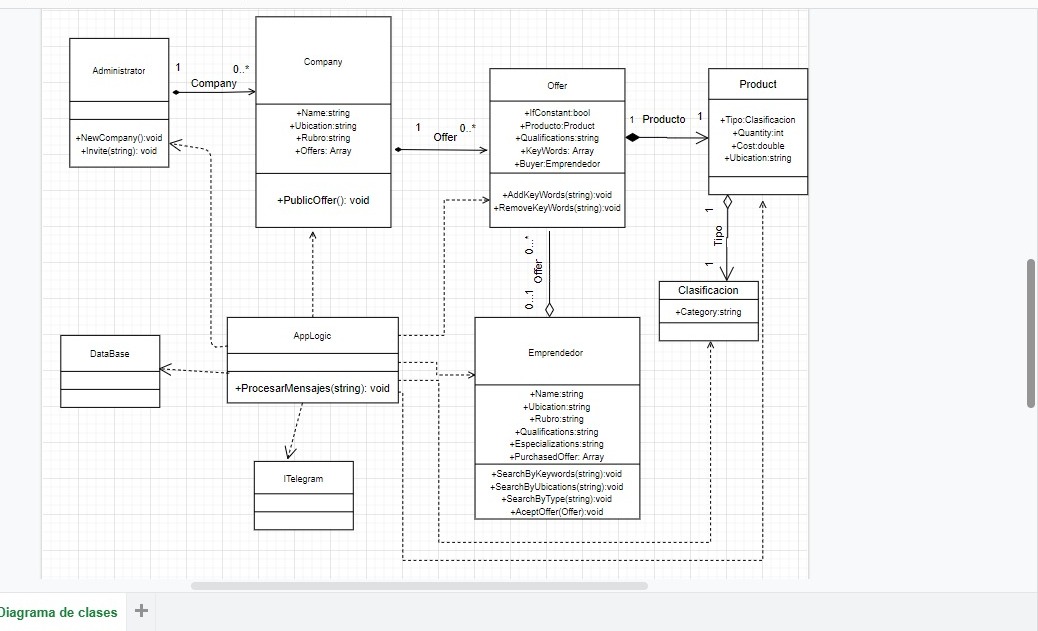 Administrator
+NewCompany():void
+Invite(string): void
1
0..*
Company
Company
+Name:string
+Ubication:string
+Rubro:string
+Offers: Array
+PublicOffer(): void
1
0..*
Offer
Offer
+IfConstant:bool
+Producto:Product
+Qualifications:string
+KeyWords: Array
+Buyer:Emprendedor
+AddKeyWords(string):void
+RemoveKeyWords(string):void
1 Producto 1
Product
+Tipo:Clasificacion
+Quantity:int
+Cost:double
+Ubication:string
1
Tipo
1
Clasificacion
+Category:string
0...*
Offer
0...1
DataBase
AppLogic
+ProcesarMensajes(string): void
ITelegram
Emprendedor
+Name:string
+Ubication:string
+Rubro:string
+Qualifications:string
+Especializations:string
+PurchasedOffer: Array
+SearchByKeywords(string):void
+SearchByUbications(string):void
+SearchByType(string):void
+AceptOffer(Offer):void
Diagrama de clases